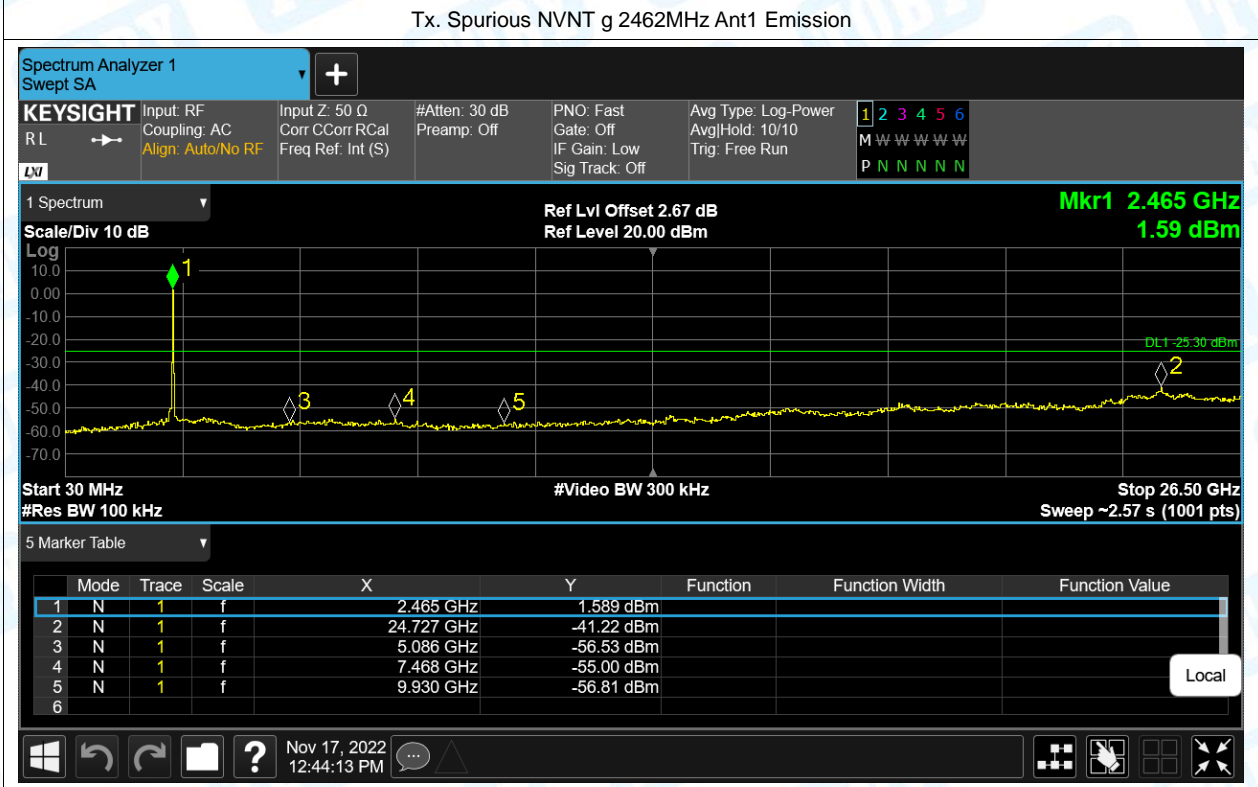 Tx. Spurious NVNT g 2462MHz Ant1 Emission
Spectrum Analyzer 1
Swept SA
+
KEYSIGHT Input: RF Input Z: 50 Ω #Atten: 30 dB PNO: Fast Avg Type: Log-Power 1 2 3 4 5 6
R L Coupling: AC Corr CCorr RCal Preamp: Off Gate: Off Avg|Hold: 10/10 M W W W W W
Align: Auto/No RF Freq Ref: Int (S) IF Gain: Low Trig: Free Run
LXI Sig Track: Off P N N N N N
1 Spectrum Ref Lvl Offset 2.67 dB Mkr1 2.465 GHz
Scale/Div 10 dB Ref Level 20.00 dBm 1.59 dBm
Log
10.0
0.00
-10.0
-20.0
-30.0
-40.0
-50.0
-60.0
-70.0
1
DL1 -25.30 dBm
2
3
4
5
Start 30 MHz #Video BW 300 kHz Stop 26.50 GHz
#Res BW 100 kHz Sweep ~2.57 s (1001 pts)
5 Marker Table
Mode Trace Scale X Y Function Function Width Function Value
1 N 1 f 2.465 GHz 1.589 dBm
2 N 1 f 24.727 GHz -41.22 dBm
3 N 1 f 5.086 GHz -56.53 dBm
4 N 1 f 7.468 GHz -55.00 dBm
5 N 1 f 9.930 GHz -56.81 dBm
6
Local
?
Nov 17, 2022
12:44:13 PM